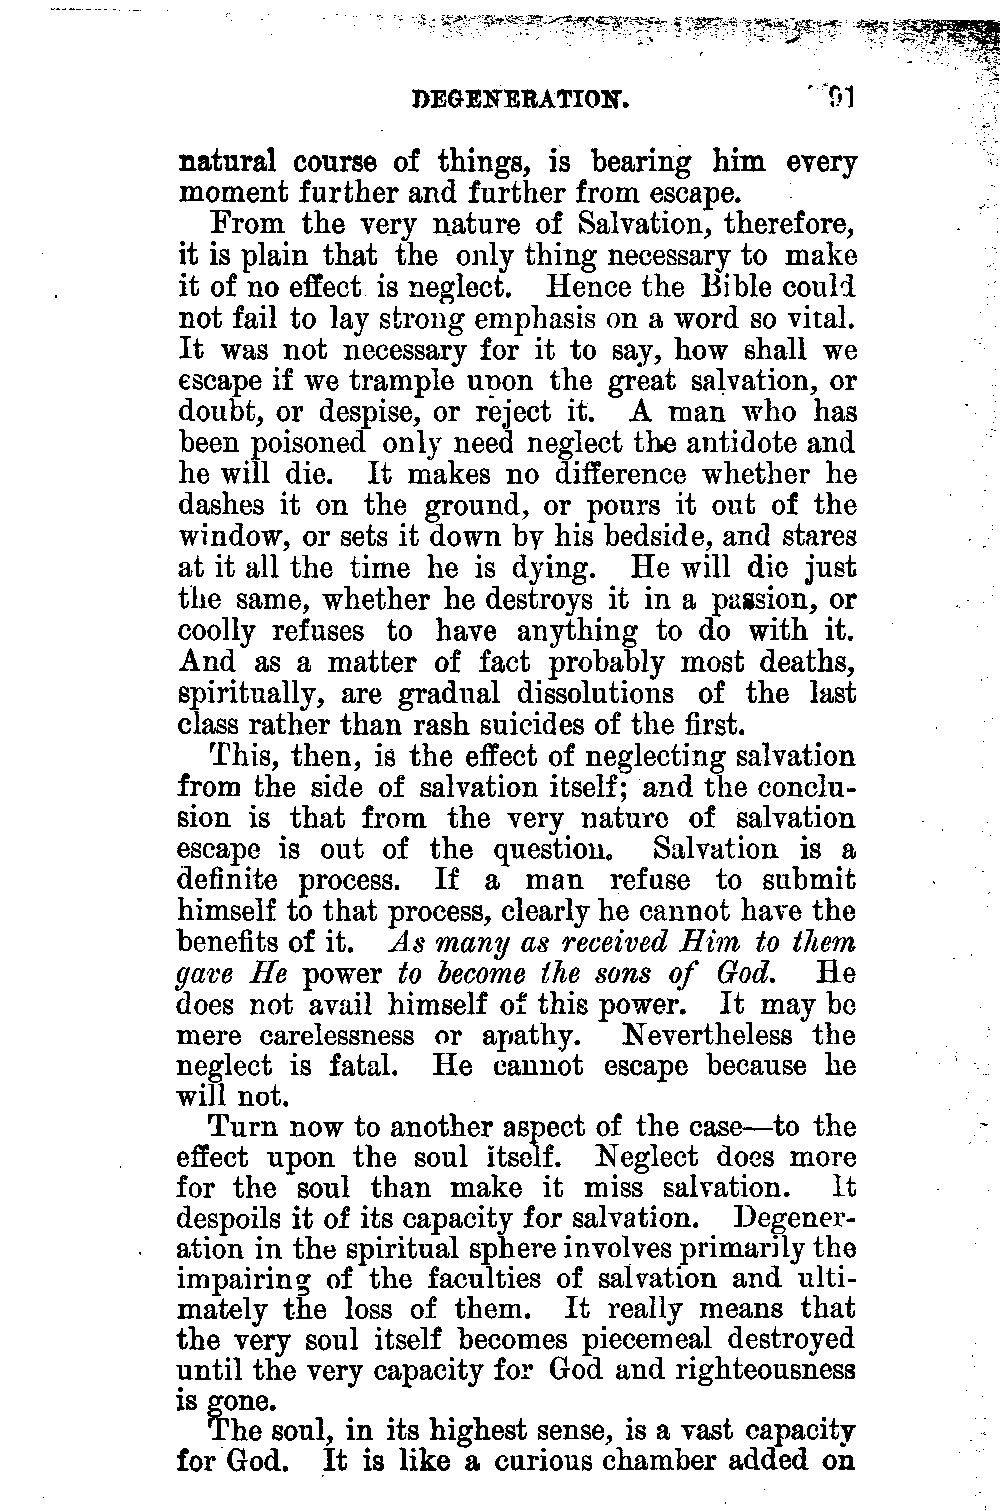 DEGENERATION. 91
natural course of things, is bearing him every
moment further and further from escape.
From the very nature of Salvation, therefore,
it is plain that the only thing necessary to make
it of no effect is neglect. Hence the Bible could
not fail to lay strong emphasis on a word so vital.
It was not necessary for it to say, how shall we
escape if we trample upon the great salvation, or
doubt, or despise, or reject it. A man who has
been poisoned only need neglect the antidote and
he will die. It makes no difference whether he
dashes it on the ground, or pours it out of the
window, or sets it down by his bedside, and stares
at it all the time he is dying. He will die just
the same, whether he destroys it in a passion, or
coolly refuses to have anything to do with it.
And as a matter of fact probably most deaths,
spiritually, are gradual dissolutions of the last
class rather than rash suicides of the first.
This, then, is the effect of neglecting salvation
from the side of salvation itself; and the conclu-
sion is that from the very nature of salvation
escape is out of the question. Salvation is a
definite process. If a man refuse to submit
himself to that process, clearly he cannot have the
benefits of it. As many as received Him to them
gave He power to become the sons of God. He
does not avail himself of this power. It may be
mere carelessness or apathy. Nevertheless the
neglect is fatal. He cannot escape because he
will not.
Turn now to another aspect of the case—to the
effect upon the soul itself. Neglect does more
for the soul than make it miss salvation. It
despoils it of its capacity for salvation. Degener-
ation in the spiritual sphere involves primarily the
impairing of the faculties of salvation and ulti-
mately the loss of them. It really means that
the very soul itself becomes piecemeal destroyed
until the very capacity for God and righteousness
is gone.
The soul, in its highest sense, is a vast capacity
for God. It is like a curious chamber added on